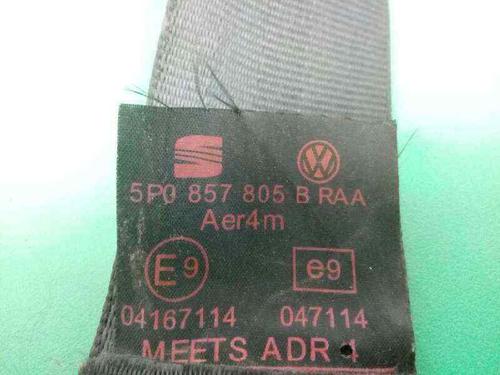 5P0 857 805 B RAA
Aer4m
E9 e9
04167114 047114
MEETS ADR 4